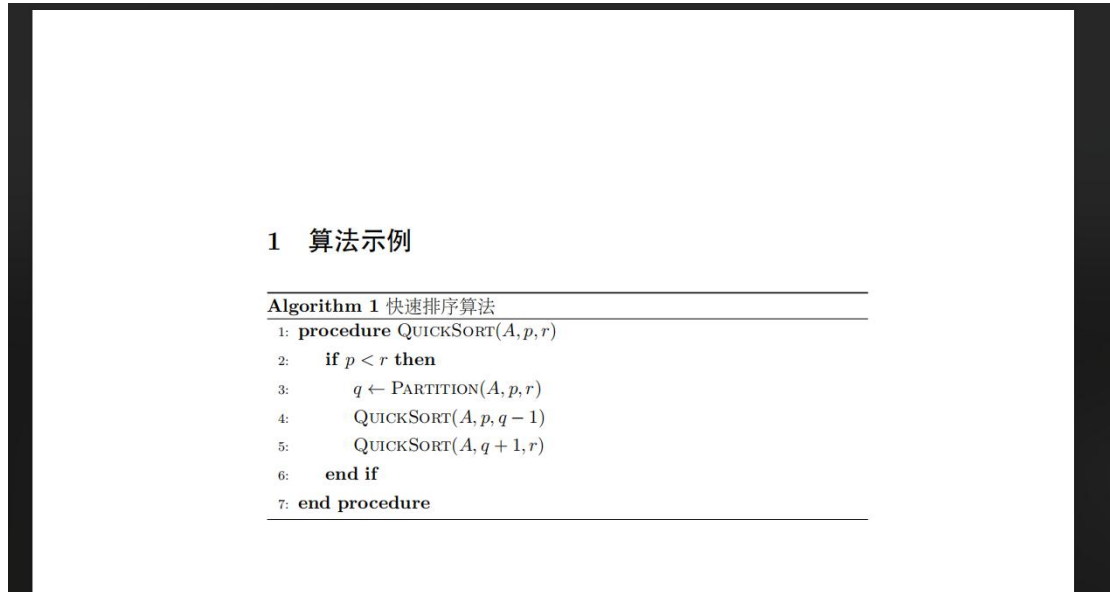 1 算法示例
Algorithm 1 快速排序算法
1: procedure QUICKSORT(A, p, r)
2: if p < r then
3: q ← PARTITION(A, p, r)
4: QUICKSORT(A, p, q − 1)
5: QUICKSORT(A, q + 1, r)
6: end if
7: end procedure